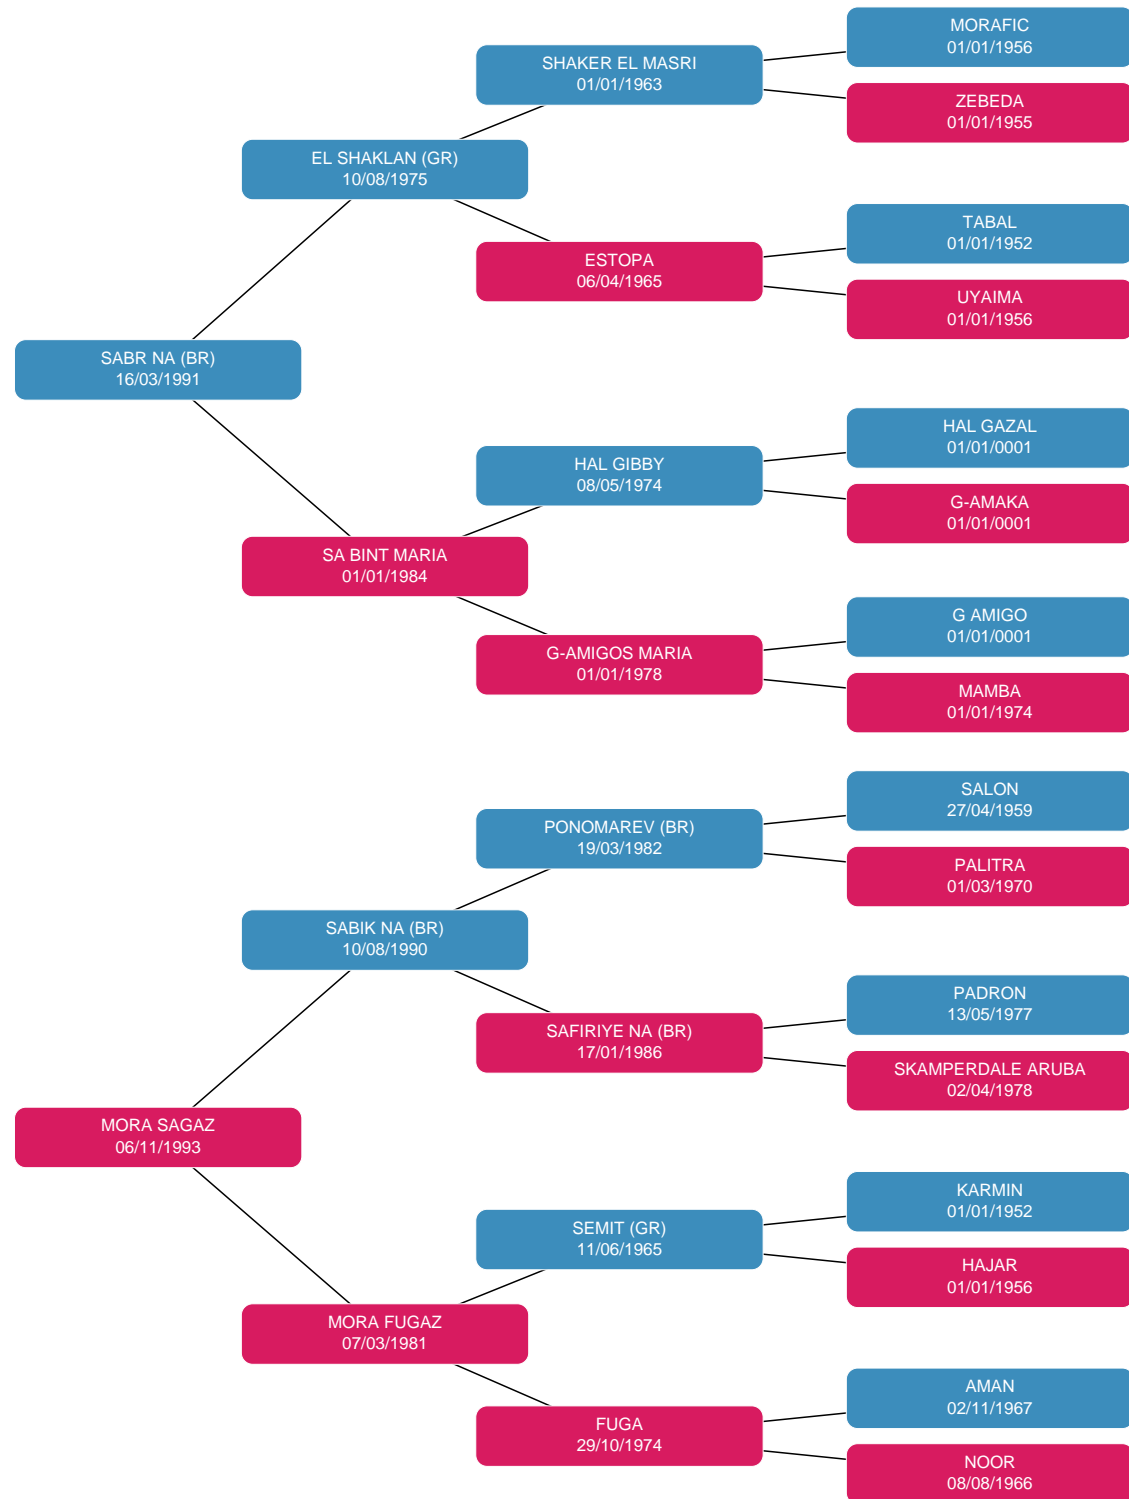 MORAFIC
01/01/1956
SHAKER EL MASRI
01/01/1963
ZEBEDA
01/01/1955
EL SHAKLAN (GR)
10/08/1975
TABAL
01/01/1952
ESTOPA
06/04/1965
UYAIMA
01/01/1956
SABR NA (BR)
16/03/1991
HAL GAZAL
01/01/0001
HAL GIBBY
08/05/1974
G-AMAKA
01/01/0001
SA BINT MARIA
01/01/1984
G AMIGO
01/01/0001
G-AMIGOS MARIA
01/01/1978
MAMBA
01/01/1974
SALON
27/04/1959
PONOMAREV (BR)
19/03/1982
PALITRA
01/03/1970
SABIK NA (BR)
10/08/1990
PADRON
13/05/1977
SAFIRIYE NA (BR)
17/01/1986
SKAMPERDALE ARUBA
02/04/1978
MORA SAGAZ
06/11/1993
KARMIN
01/01/1952
SEMIT (GR)
11/06/1965
HAJAR
01/01/1956
MORA FUGAZ
07/03/1981
AMAN
02/11/1967
FUGA
29/10/1974
NOOR
08/08/1966